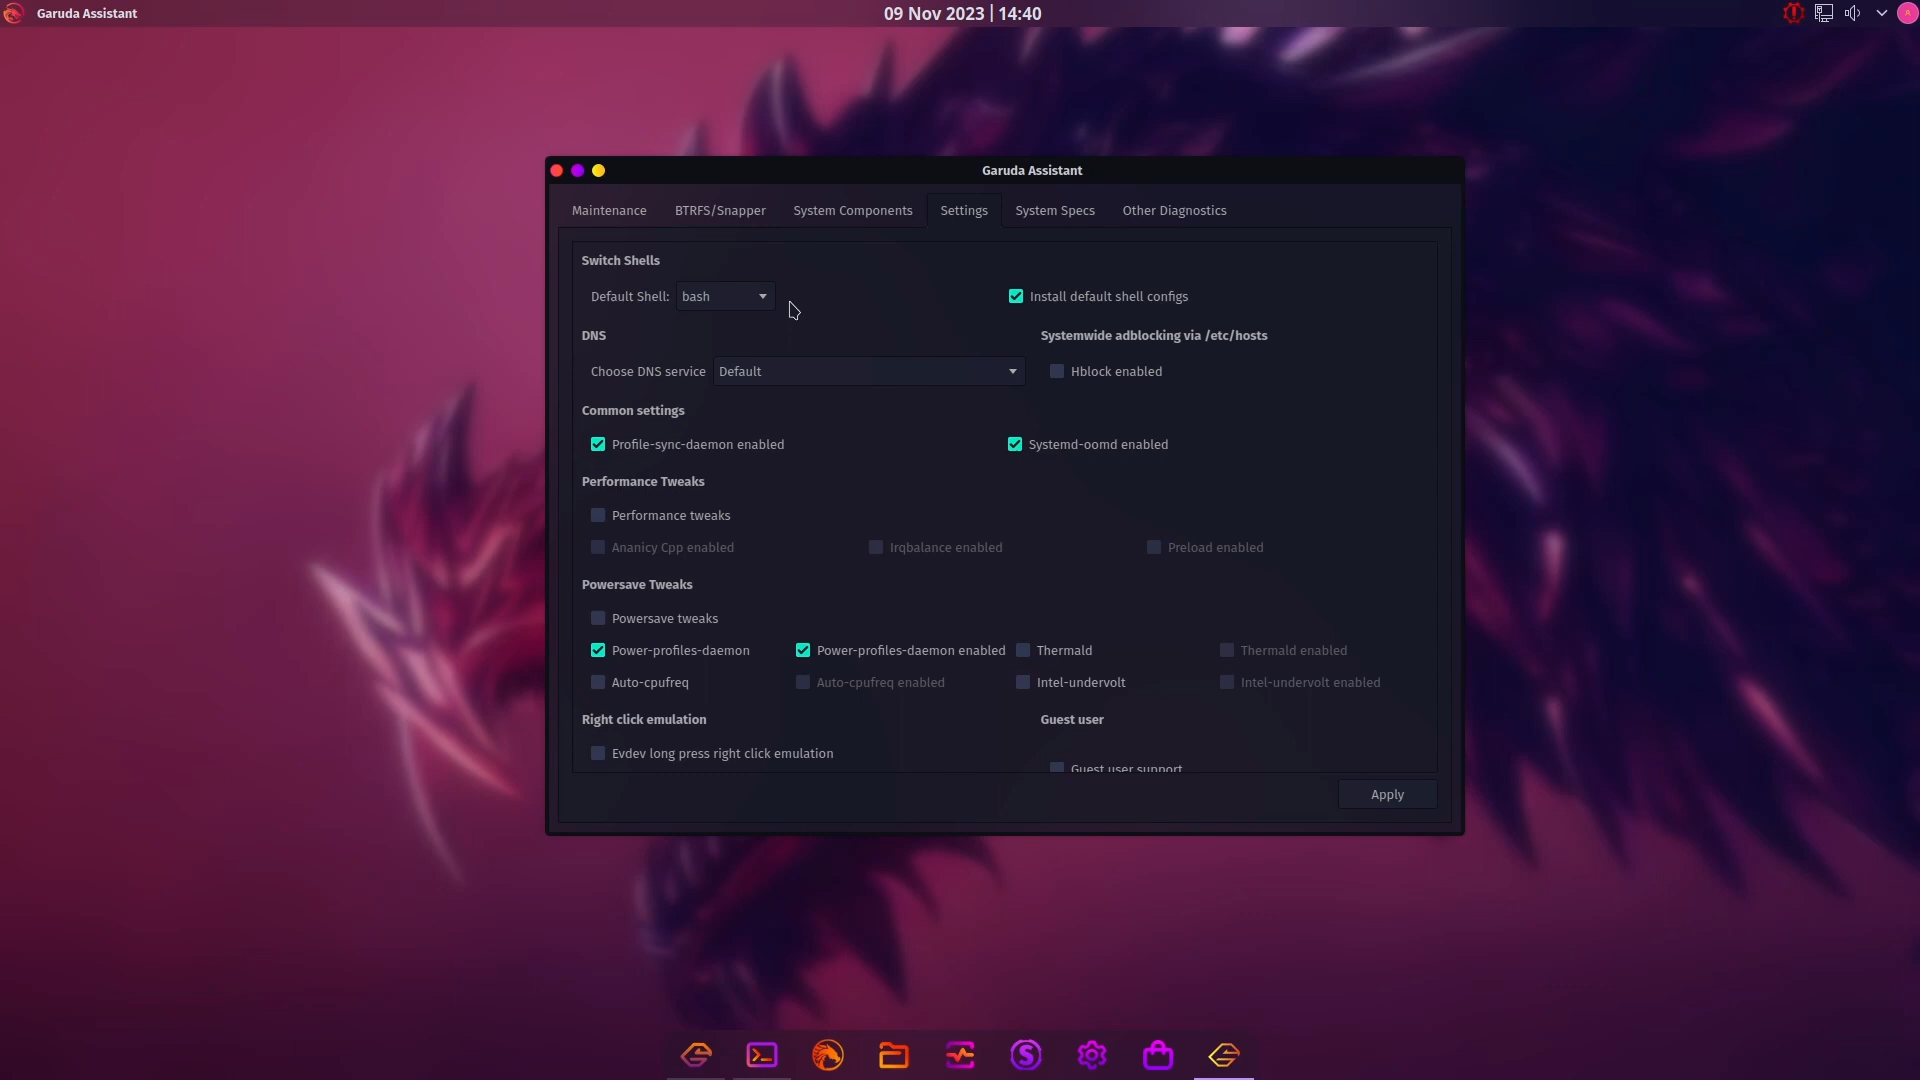 Garuda Assistant
09 Nov 2023 | 14:40
Garuda Assistant
Maintenance BTRFS/Snapper System Components Settings System Specs Other Diagnostics
Switch Shells
Default Shell: bash Install default shell configs
DNS Systemwide adblocking via /etc/hosts
Choose DNS service Default Hblock enabled
Common settings
Profile-sync-daemon enabled Systemd-oomd enabled
Performance Tweaks
Performance tweaks
Ananicy Cpp enabled Irqbalance enabled Preload enabled
Powersave Tweaks
Powersave tweaks
Power-profiles-daemon Power-profiles-daemon enabled Thermald Thermald enabled
Auto-cpufreq Auto-cpufreq enabled Intel-undervolt Intel-undervolt enabled
Right click emulation Guest user
Evdev long press right click emulation
Guest user support
Apply